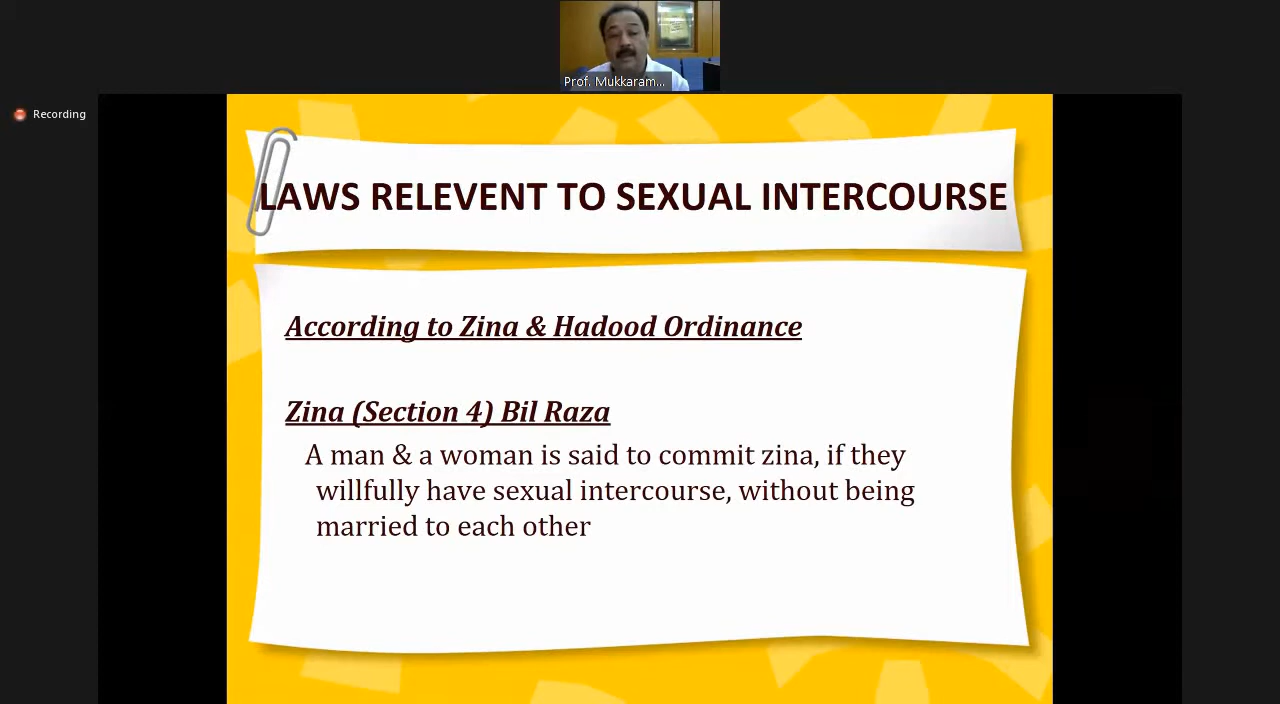 Prof. Mukkaram...
Recording
LAWS RELEVENT TO SEXUAL INTERCOURSE
According to Zina & Hadood Ordinance
Zina (Section 4) Bil Raza
A man & a woman is said to commit zina, if they
willfully have sexual intercourse, without being
married to each other